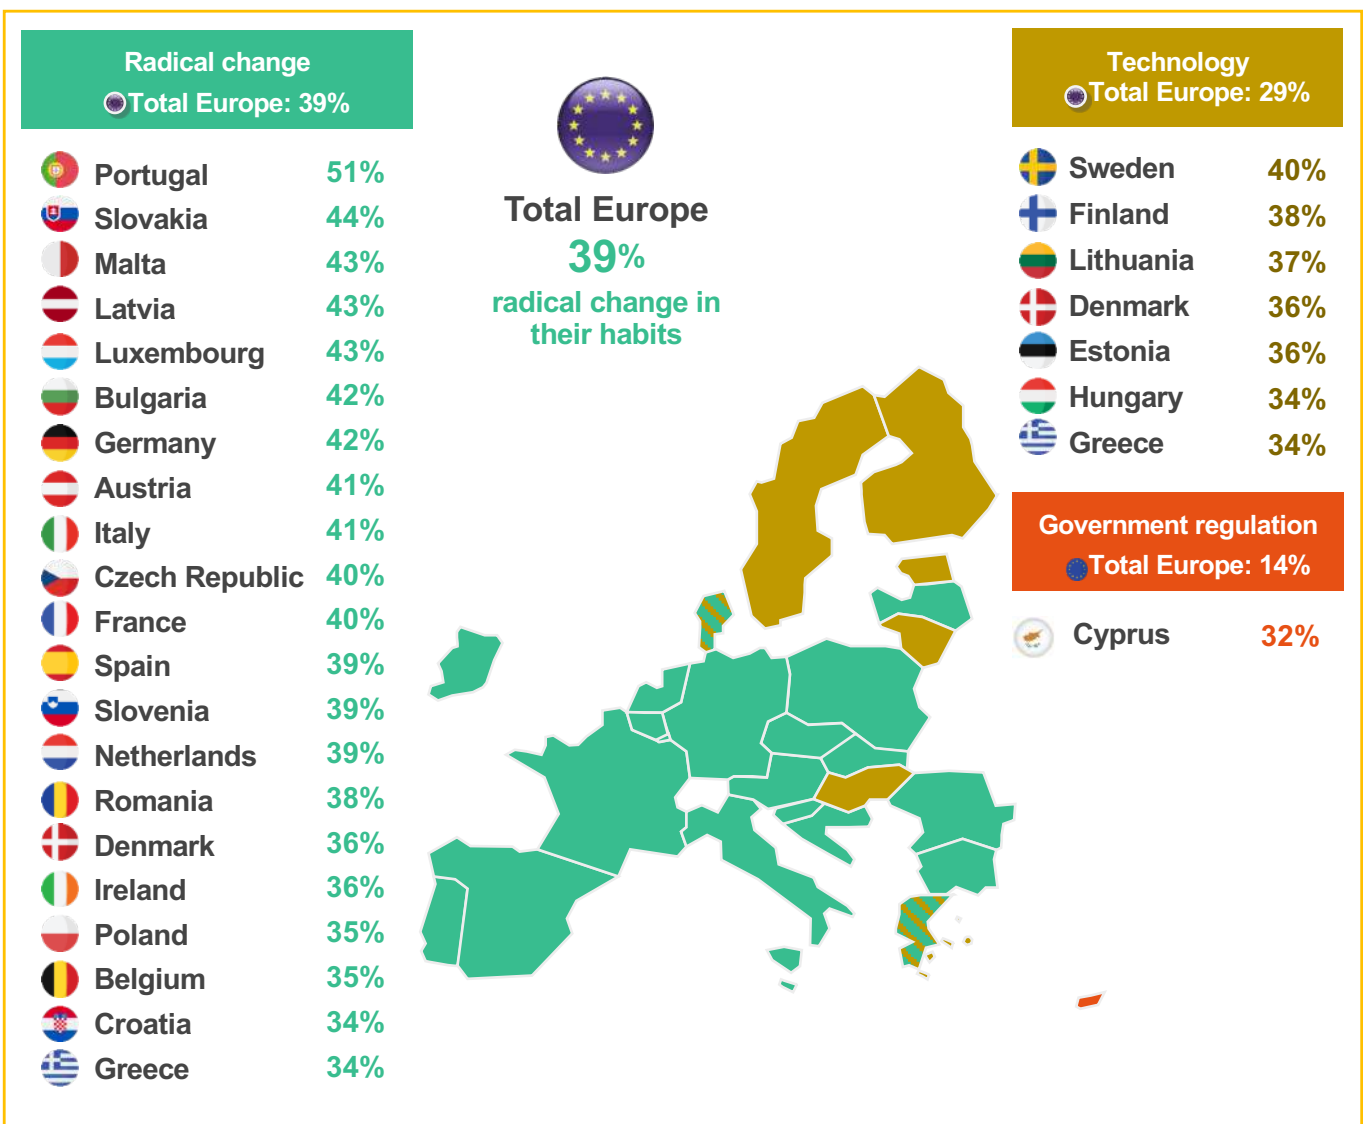 Radical change
Total Europe: 39%
Portugal 51%
Slovakia 44%
Malta 43%
Latvia 43%
Luxembourg 43%
Bulgaria 42%
Germany 42%
Austria 41%
Italy 41%
Czech Republic 40%
France 40%
Spain 39%
Slovenia 39%
Netherlands 39%
Romania 38%
Denmark 36%
Ireland 36%
Poland 35%
Belgium 35%
Croatia 34%
Greece 34%
Total Europe
39%
radical change in
their habits
Technology
Total Europe: 29%
Sweden 40%
Finland 38%
Lithuania 37%
Denmark 36%
Estonia 36%
Hungary 34%
Greece 34%
Government regulation
Total Europe: 14%
Cyprus 32%